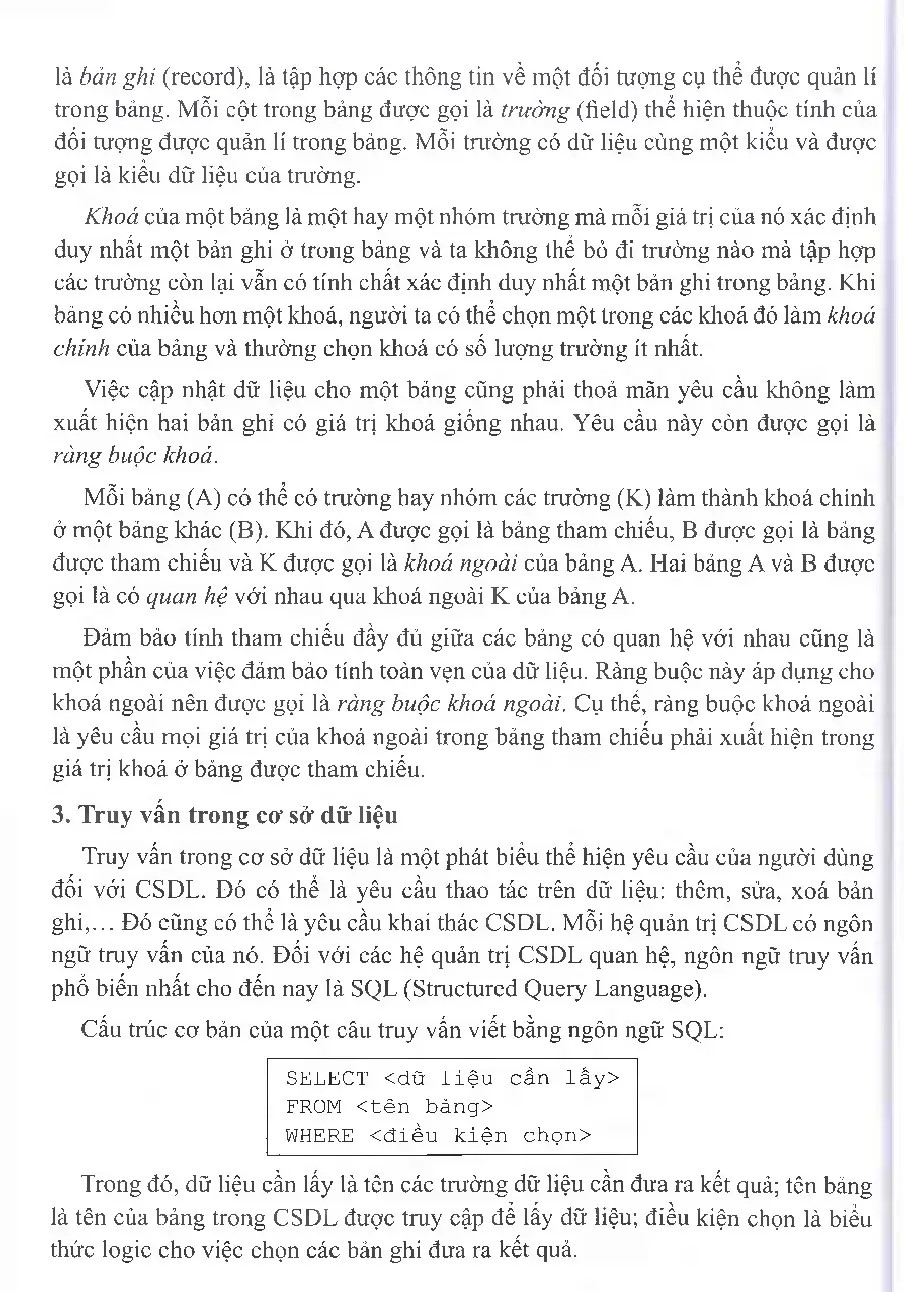 là bản ghi (record), là tập hợp các thông tin về một đối tượng cụ thể được quản lí
trong bảng. Mỗi cột trong bảng được gọi là trường (field) thể hiện thuộc tính của
đối tượng được quản lí trong bảng. Mỗi trường có dữ liệu cùng một kiểu và được
gọi là kiểu dữ liệu của trường.
Khoá của một bảng là một hay một nhóm trường mà mỗi giá trị của nó xác định
duy nhất một bản ghi ở trong bảng và ta không thể bỏ đi trường nào mà tập hợp
các trường còn lại vẫn có tính chất xác định duy nhất một bản ghi trong bảng. Khi
bảng có nhiều hơn một khoá, người ta có thể chọn một trong các khoá đó làm khoá
chính của bảng và thường chọn khoá có số lượng trường ít nhất.
Việc cập nhật dữ liệu cho một bảng cũng phải thoả mãn yêu cầu không làm
xuất hiện hai bản ghi có giá trị khoá giống nhau. Yêu cầu này còn được gọi là
ràng buộc khoá.
Mỗi bảng (A) có thể có trường hay nhóm các trường (K) làm thành khoá chính
ở một bảng khác (B). Khi đó, A được gọi là bảng tham chiếu, B được gọi là bảng
được tham chiếu và K được gọi là khoá ngoài của bảng A. Hai bảng A và B được
gọi là có quan hệ với nhau qua khoá ngoài K của bảng A.
Đảm bảo tính tham chiếu đầy đủ giữa các bảng có quan hệ với nhau cũng là
một phần của việc đảm bảo tính toàn vẹn của dữ liệu. Ràng buộc này áp dụng cho
khoá ngoài nên được gọi là ràng buộc khoá ngoài. Cụ thể, ràng buộc khoá ngoài
là yêu cầu mọi giá trị của khoá ngoài trong bảng tham chiếu phải xuất hiện trong
giá trị khoá ở bảng được tham chiếu.
3. Truy vấn trong cơ sở dữ liệu
Truy vấn trong cơ sở dữ liệu là một phát biểu thể hiện yêu cầu của người dùng
đối với CSDL. Đó có thể là yêu cầu thao tác trên dữ liệu: thêm, sửa, xoá bản
ghi,... Đó cũng có thể là yêu cầu khai thác CSDL. Mỗi hệ quản trị CSDL có ngôn
ngữ truy vấn của nó. Đối với các hệ quản trị CSDL quan hệ, ngôn ngữ truy vấn
phổ biến nhất cho đến nay là SQL (Structured Query Language).
Cấu trúc cơ bản của một câu truy vấn viết bằng ngôn ngữ SQL:
SELECT <dữ liệu cần lấy>
FROM <tên bảng>
WHERE <điều kiện chọn>
Trong đó, dữ liệu cần lấy là tên các trường dữ liệu cần đưa ra kết quả; tên bảng
là tên của bảng trong CSDL được truy cập để lấy dữ liệu; điều kiện chọn là biểu
thức logic cho việc chọn các bản ghi đưa ra kết quả.